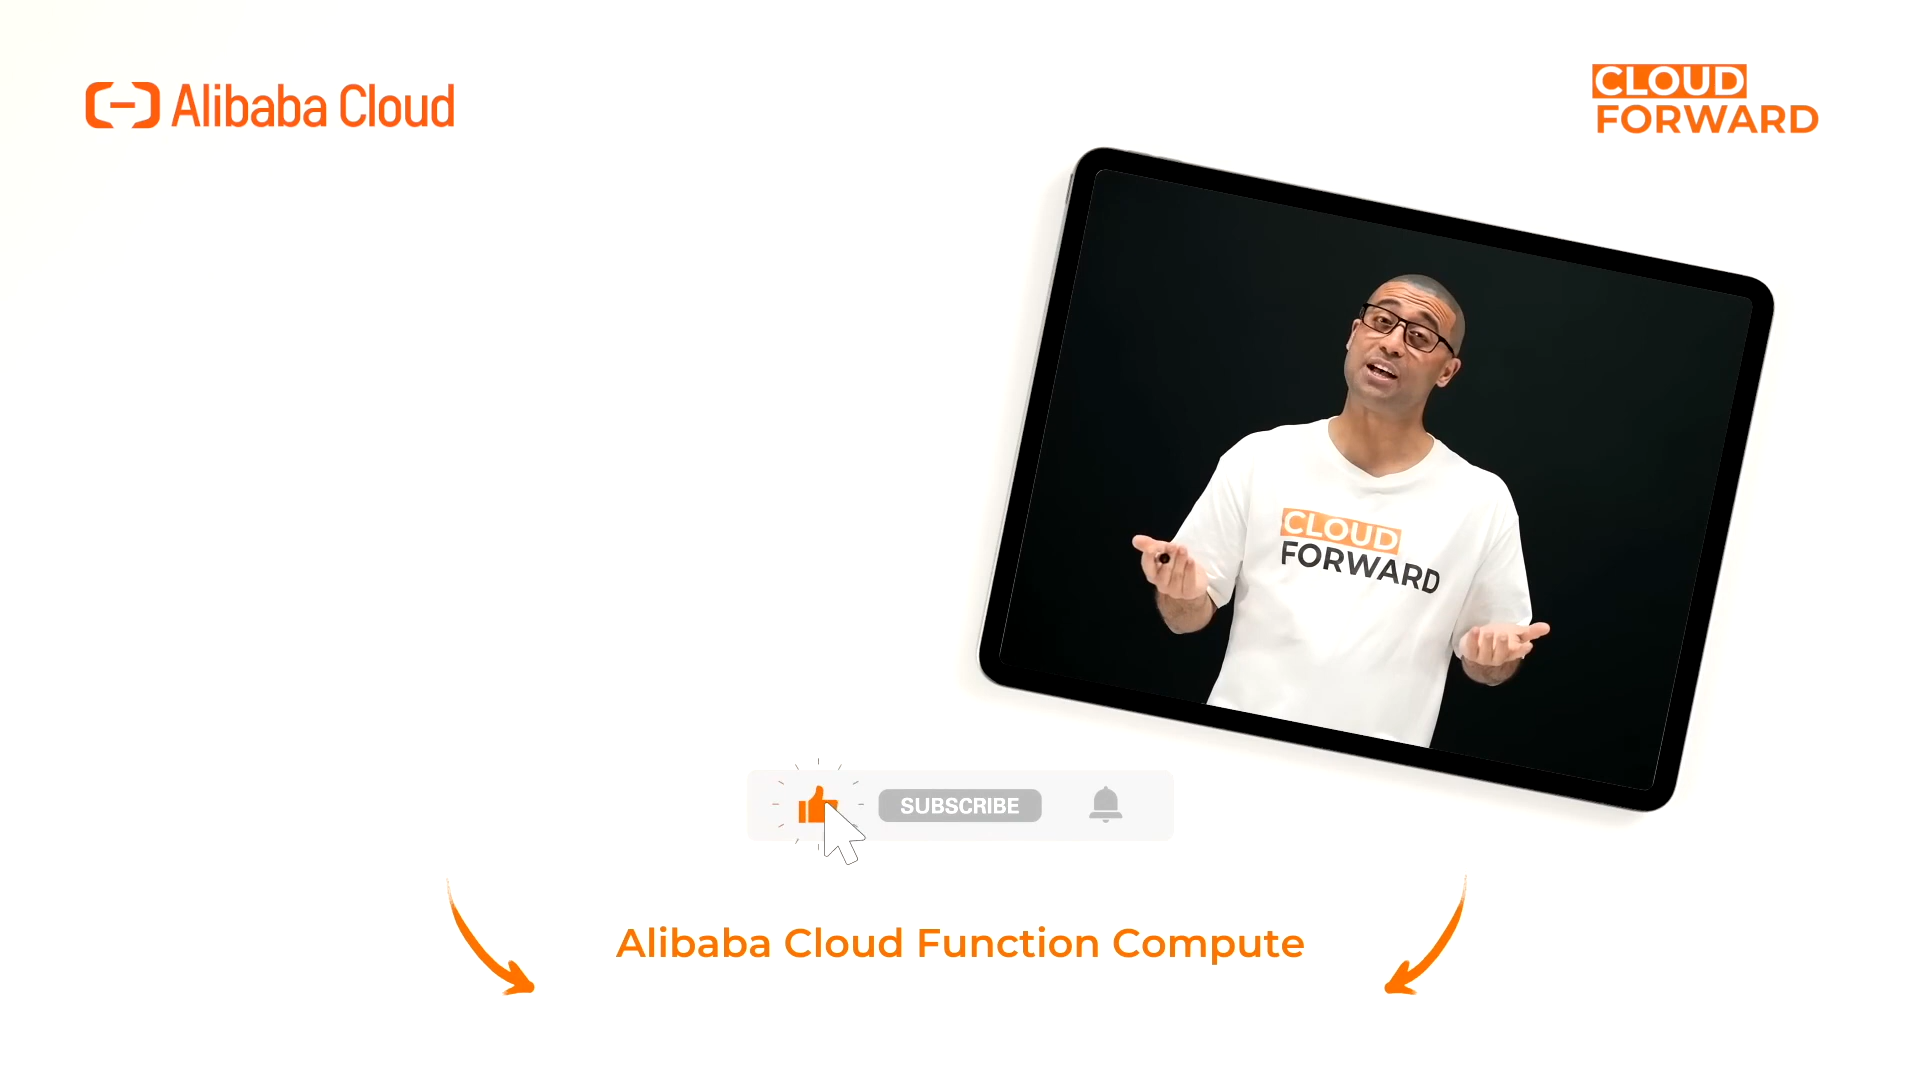 Alibaba Cloud
CLOUD
FORWARD
CLOUD
FORWARD
SUBSCRIBE
Alibaba Cloud Function Compute